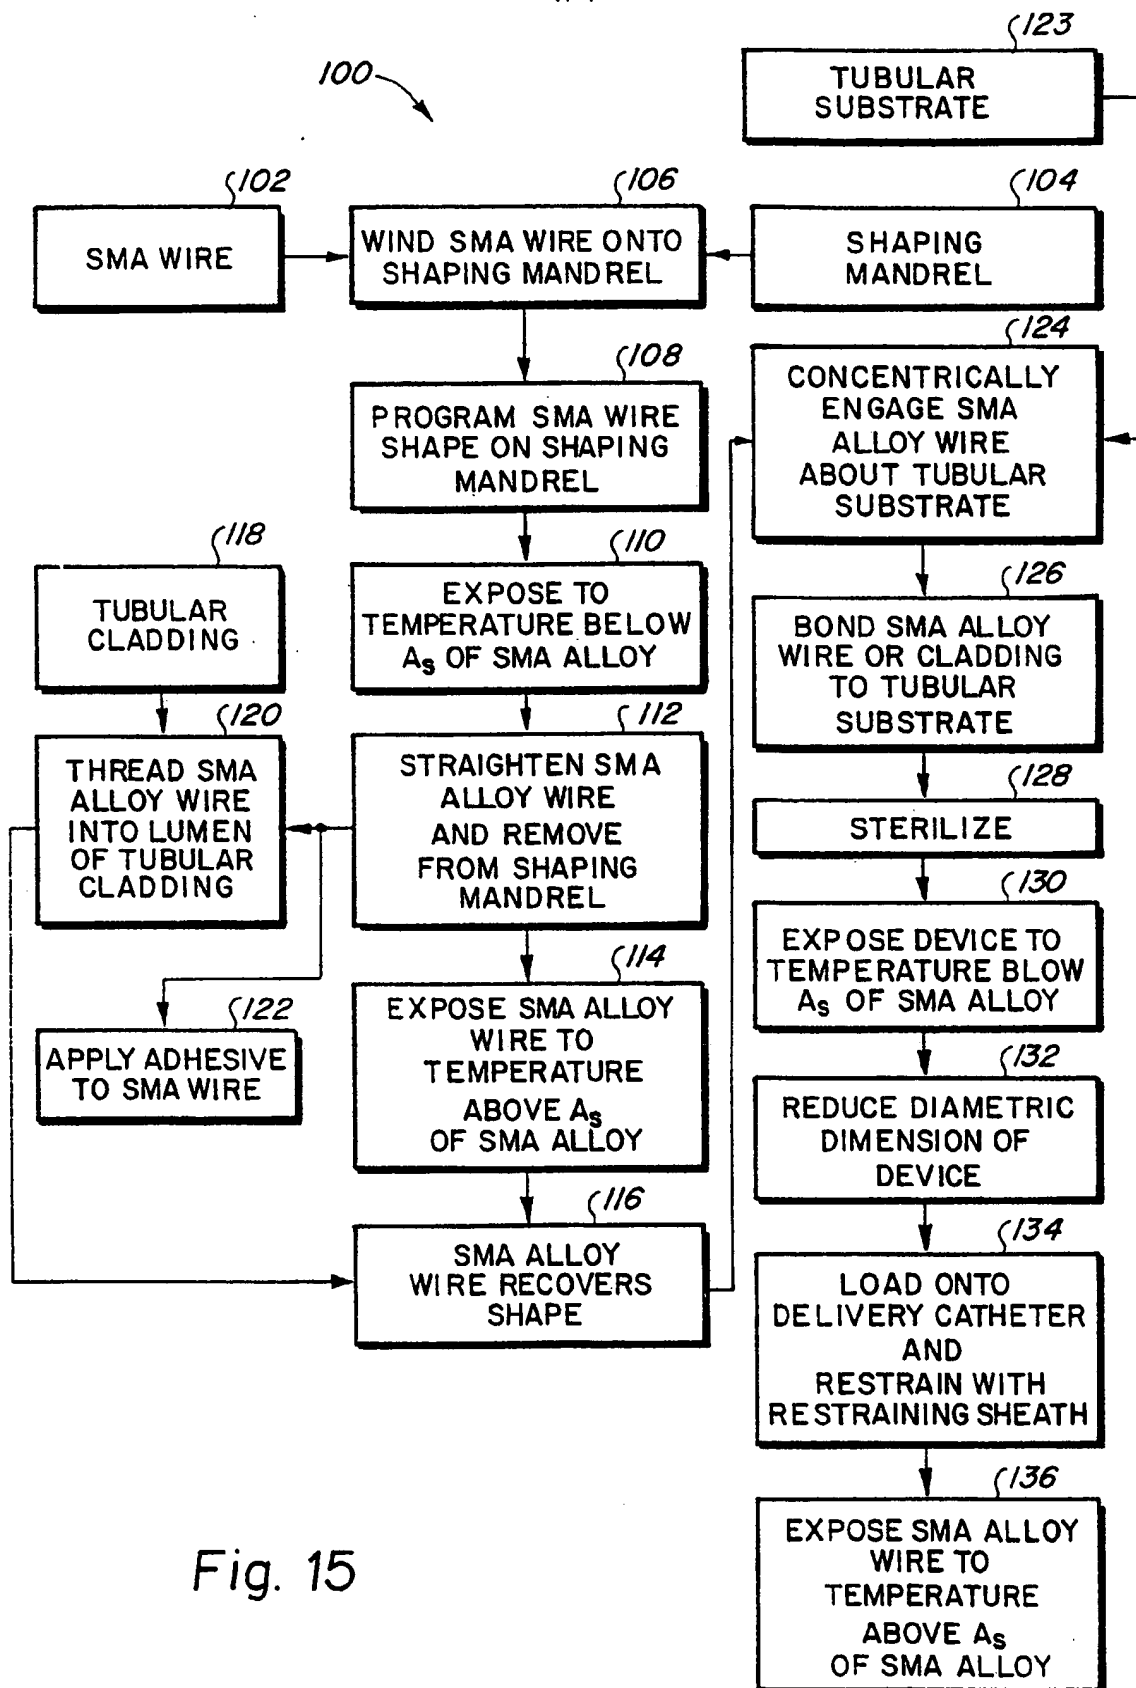 123
TUBULAR
SUBSTRATE
100
102
SMA WIRE
106
WIND SMA WIRE ONTO
SHAPING MANDREL
104
SHAPING
MANDREL
108
PROGRAM SMA WIRE
SHAPE ON SHAPING
MANDREL
110
EXPOSE TO
TEMPERATURE BELOW
As OF SMA ALLOY
112
STRAIGHTEN SMA
ALLOY WIRE
AND REMOVE
FROM SHAPING
MANDREL
118
TUBULAR
CLADDING
120
THREAD SMA
ALLOY WIRE
INTO LUMEN
OF TUBULAR
CLADDING
122
APPLY ADHESIVE
TO SMA WIRE
114
EXPOSE SMA ALLOY
WIRE TO
TEMPERATURE
ABOVE As
OF SMA ALLOY
116
SMA ALLOY
WIRE RECOVERS
SHAPE
124
CONCENTRICALLY
ENGAGE SMA
ALLOY WIRE
ABOUT TUBULAR
SUBSTRATE
126
BOND SMA ALLOY
WIRE OR CLADDING
TO TUBULAR
SUBSTRATE
128
STERILIZE
130
EXPOSE DEVICE TO
TEMPERATURE BLOW
As OF SMA ALLOY
132
REDUCE DIAMETRIC
DIMENSION OF
DEVICE
134
LOAD ONTO
DELIVERY CATHETER
AND
RESTRAIN WITH
RESTRAINING SHEATH
136
EXPOSE SMA ALLOY
WIRE TO
TEMPERATURE
ABOVE As
OF SMA ALLOY
Fig. 15